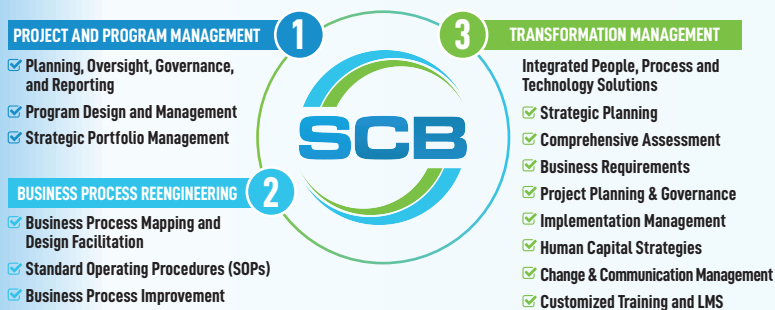 PROJECT AND PROGRAM MANAGEMENT 1
Planning, Oversight, Governance,
and Reporting
Program Design and Management
Strategic Portfolio Management
BUSINESS PROCESS REENGINEERING 2
Business Process Mapping and
Design Facilitation
Standard Operating Procedures (SOPs)
Business Process Improvement
SCB
3 TRANSFORMATION MANAGEMENT
Integrated People, Process and
Technology Solutions
Strategic Planning
Comprehensive Assessment
Business Requirements
Project Planning & Governance
Implementation Management
Human Capital Strategies
Change & Communication Management
Customized Training and LMS